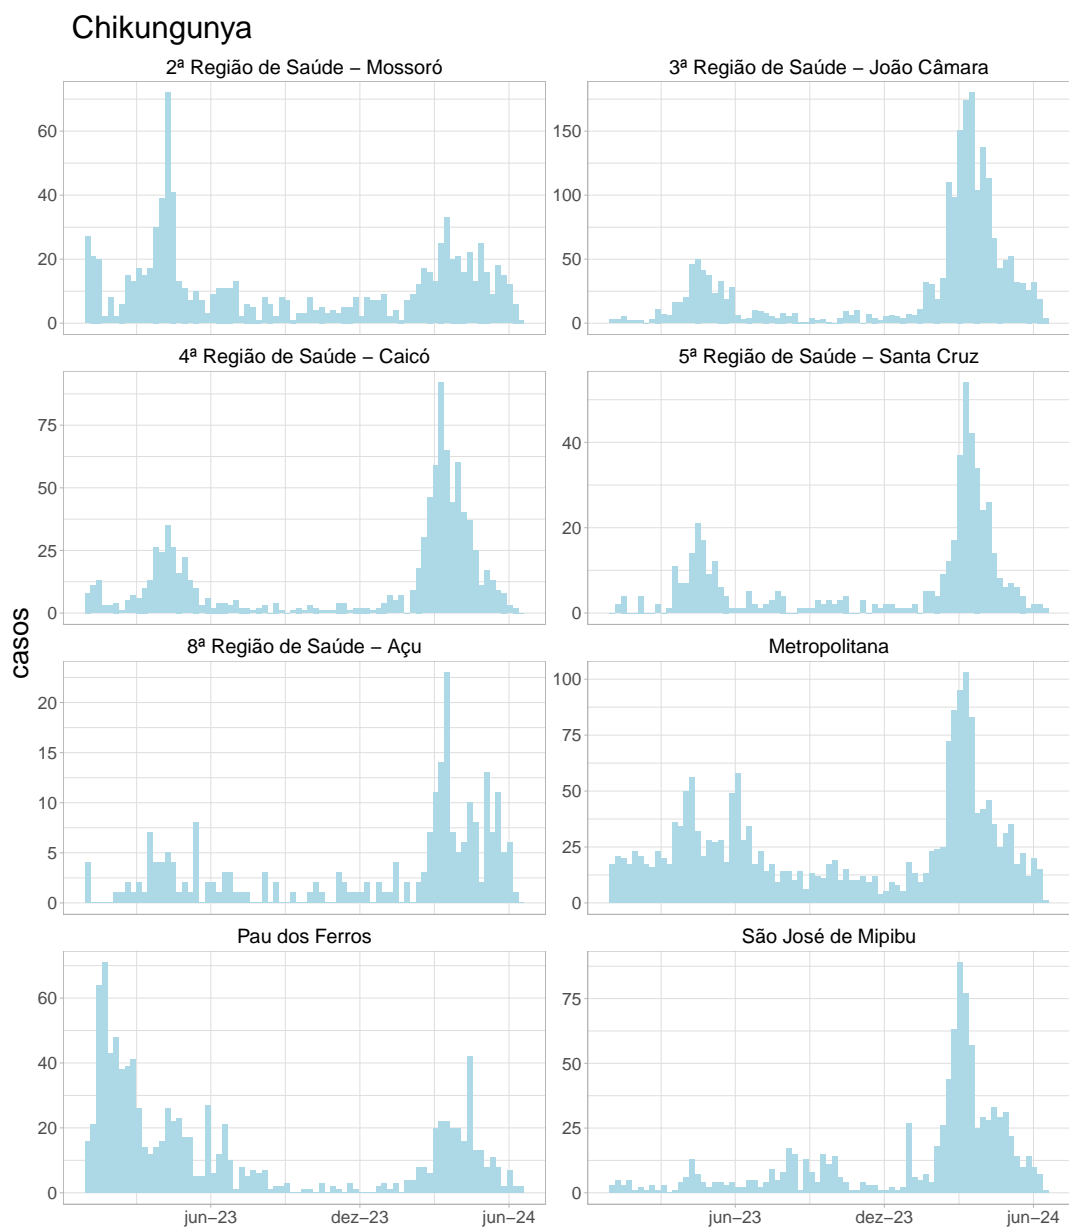 Chikungunya
2ª Região de Saúde – Mossoró
3ª Região de Saúde – João Câmara
60
40
20
0
150
100
50
0
4ª Região de Saúde – Caicó
5ª Região de Saúde – Santa Cruz
75
50
25
0
40
20
0
casos
8ª Região de Saúde – Açu
Metropolitana
20
15
10
5
0
100
75
50
25
0
Pau dos Ferros
São José de Mipibu
60
40
20
0
75
50
25
0
jun–23 dez–23 jun–24
jun–23 dez–23 jun–24